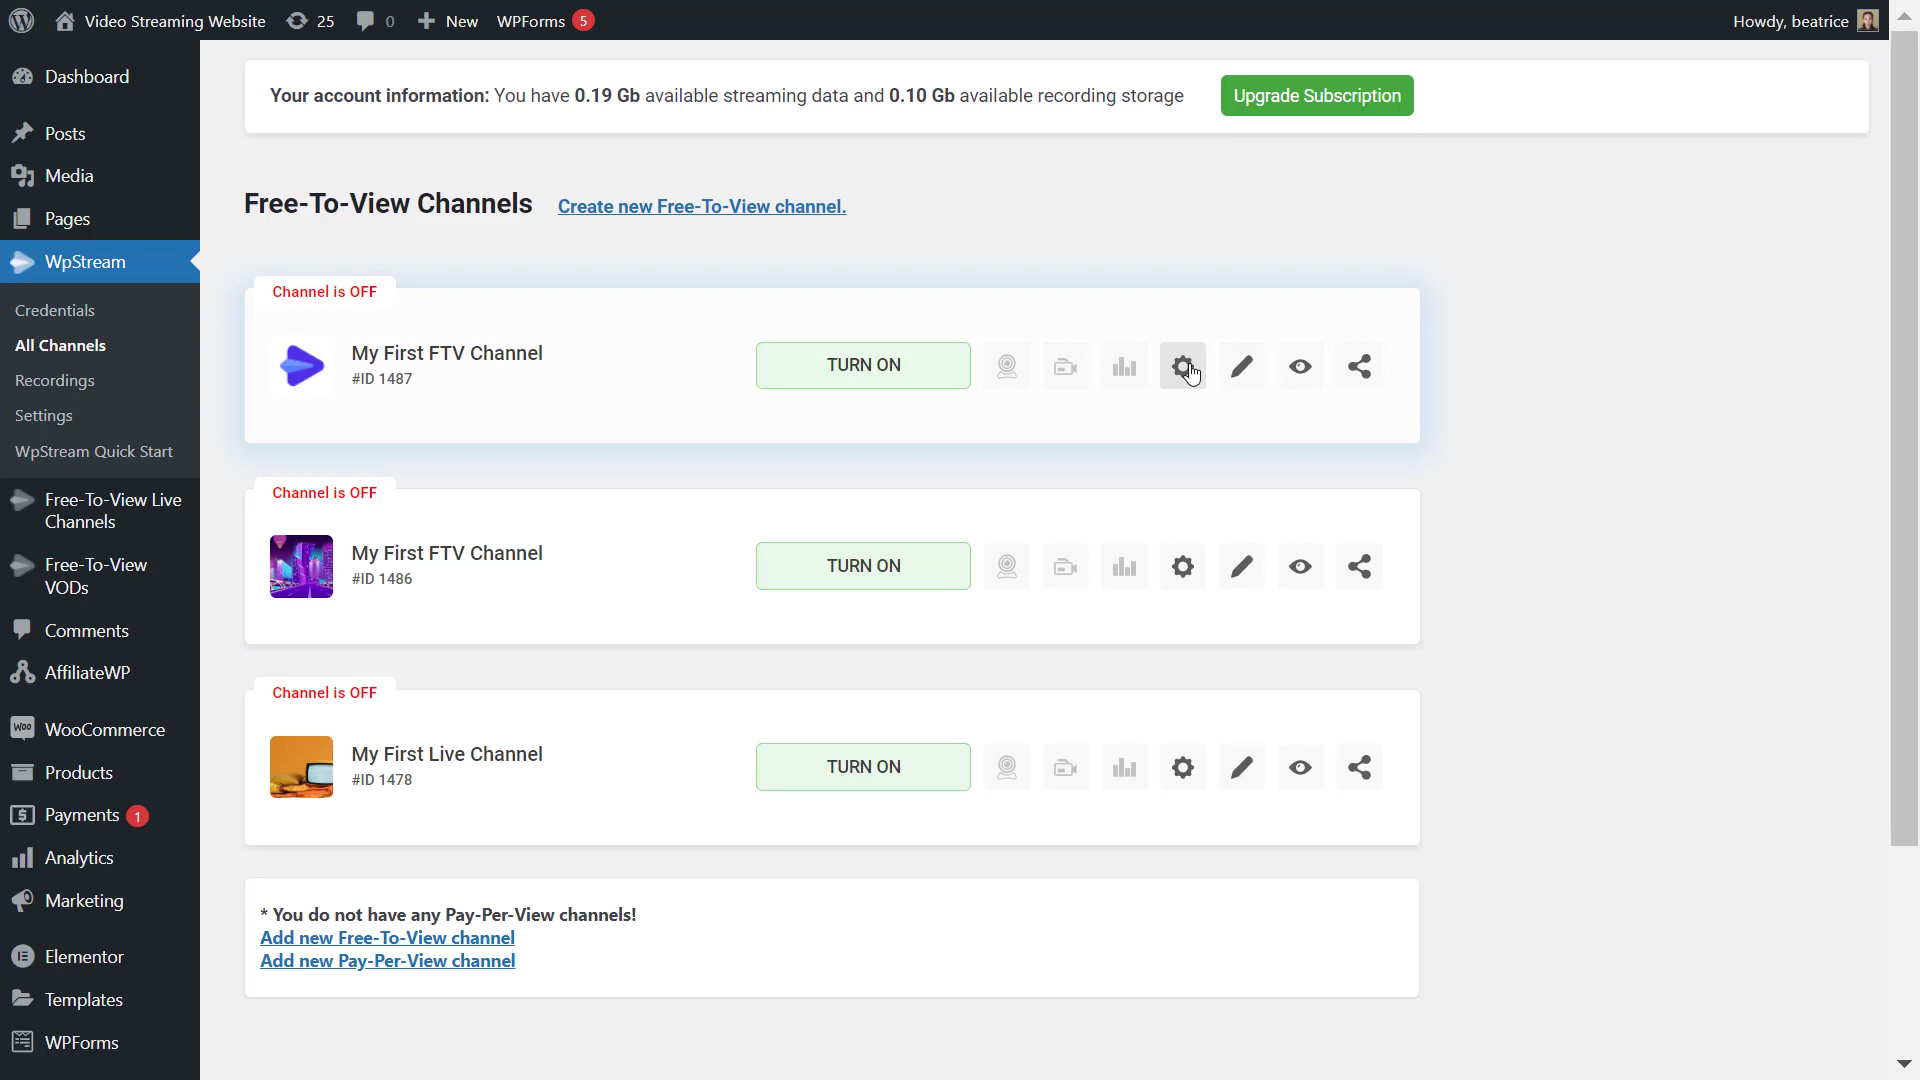 Video Streaming Website 25 0 New WPForms 5 Howdy, beatrice
Dashboard
Posts
Media
Pages
WpStream
Credentials
All Channels
Recordings
Settings
WpStream Quick Start
Free-To-View Live
Channels
Free-To-View
VODs
Comments
AffiliateWP
WooCommerce
Products
Payments 1
Analytics
Marketing
Elementor
Templates
WPForms
Your account information: You have 0.19 Gb available streaming data and 0.10 Gb available recording storage Upgrade Subscription
Free-To-View Channels Create new Free-To-View channel.
Channel is OFF
My First FTV Channel
#ID 1487
TURN ON
Channel is OFF
My First FTV Channel
#ID 1486
TURN ON
Channel is OFF
My First Live Channel
#ID 1478
TURN ON
* You do not have any Pay-Per-View channels!
Add new Free-To-View channel
Add new Pay-Per-View channel